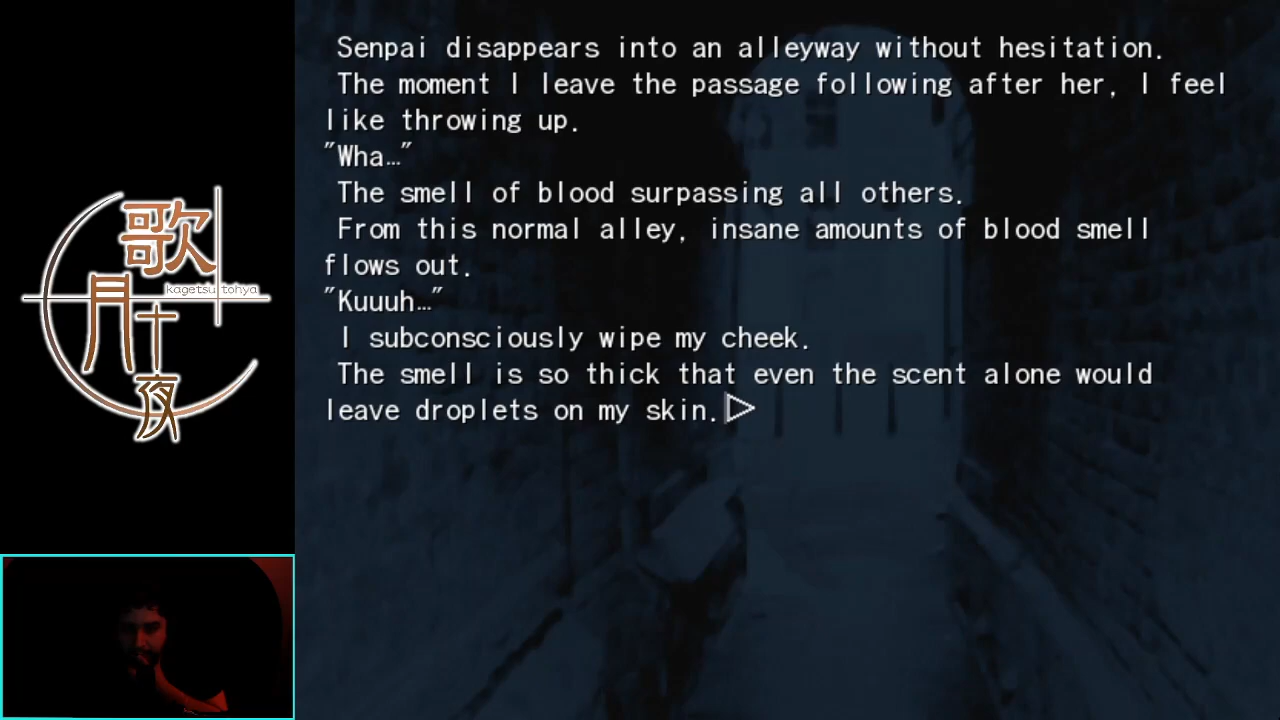 Senpai disappears into an alleyway without hesitation.
The moment I leave the passage following after her, I feel
like throwing up.
"Wha…"
The smell of blood surpassing all others.
From this normal alley, insane amounts of blood smell
flows out.
"Kuuuh…"
I subconsciously wipe my cheek.
The smell is so thick that even the scent alone would
leave droplets on my skin.
歌月十夜
kagetsu tohya